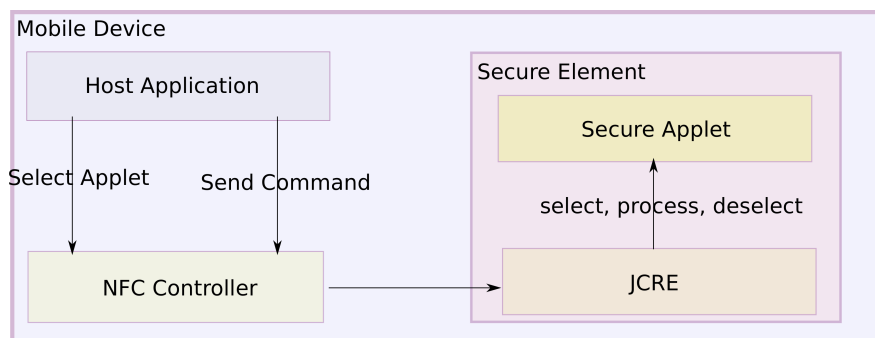 Mobile Device
Host Application
Select Applet
Send Command
NFC Controller
Secure Element
Secure Applet
select, process, deselect
JCRE